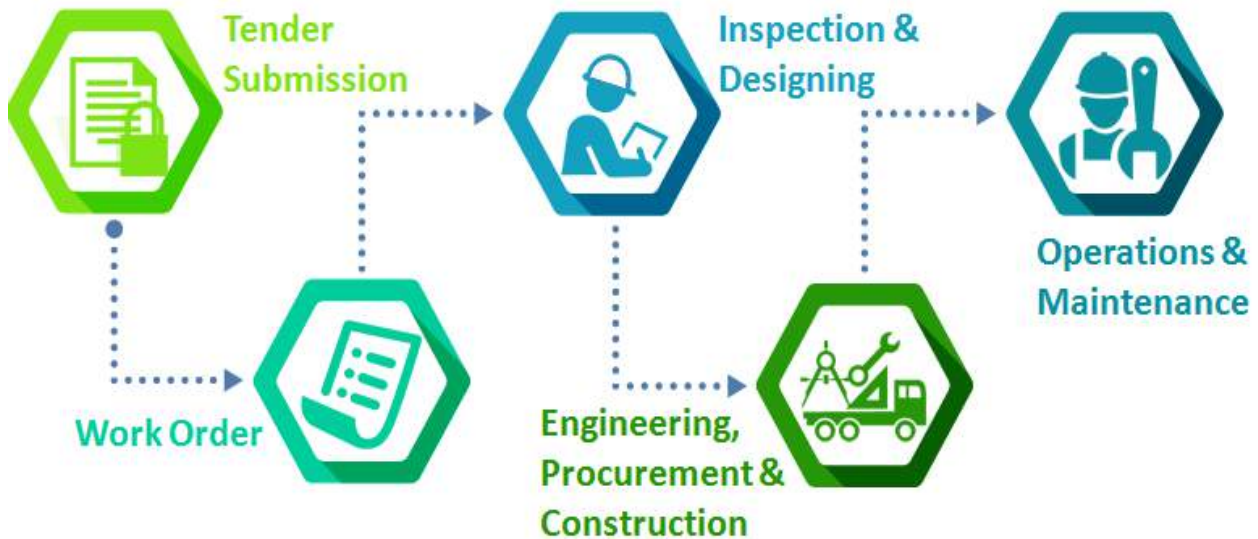 Tender
Submission
Work Order
Inspection &
Designing
Engineering,
Procurement &
Construction
Operations &
Maintenance